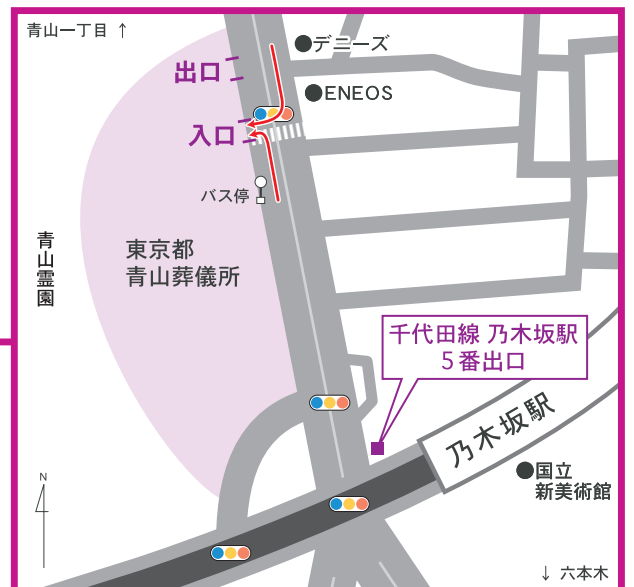 青山一丁目 ↑
●デニーズ
出口
●ENEOS
入口
バス停
青山霊園
東京都
青山葬儀所
千代田線 乃木坂駅
5番出口
乃木坂駅
●国立
新美術館
N
↓ 六本木